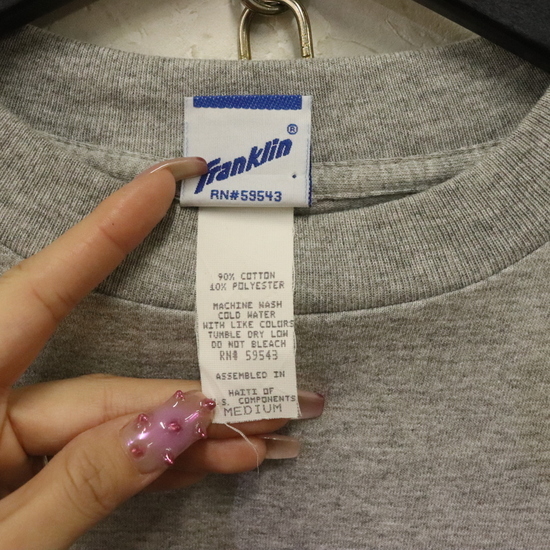 Franklin®
RN#59543
90% COTTON
10% POLYESTER
MACHINE WASH
COLD WATER
WITH LIKE COLORS
TUMBLE DRY LOW
DO NOT BLEACH
RN# 59543
ASSEMBLED IN
HAITI OF
U.S. COMPONENTS
MEDIUM